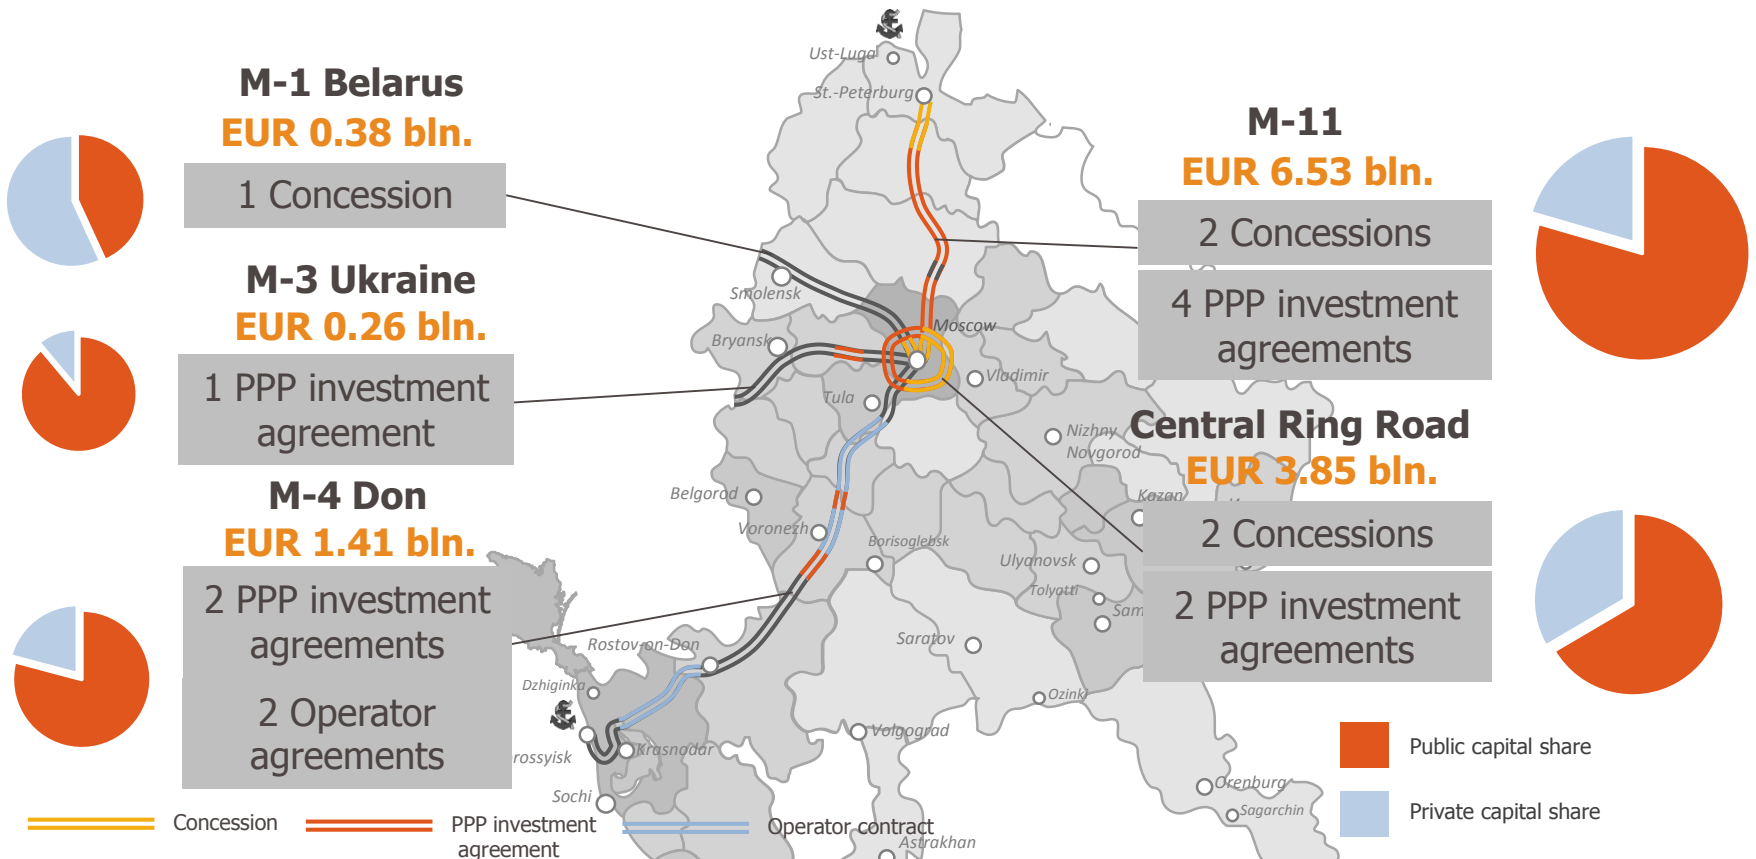 M-1 Belarus
EUR 0.38 bln.
1 Concession
M-3 Ukraine
EUR 0.26 bln.
1 PPP investment
agreement
M-4 Don
EUR 1.41 bln.
2 PPP investment
agreements
2 Operator
agreements
Ust-Luga
St.-Peterburg
Smolensk
Moscow
Bryansk
Vladimir
Tula
Nizhny
Novgorod
Belgorod
Kazan
Voronezh
Borisoglebsk
Ulyanovsk
Tolyatti
Sam
Saratov
Rostov-on-Don
Dzhiginka
Ozinki
Volgograd
rossyisk
Krasnodar
Orenburg
Sochi
Sagarchin
Astrakhan
M-11
EUR 6.53 bln.
2 Concessions
4 PPP investment
agreements
Central Ring Road
EUR 3.85 bln.
2 Concessions
2 PPP investment
agreements
Public capital share
Private capital share
Concession
PPP investment
agreement
Operator contract